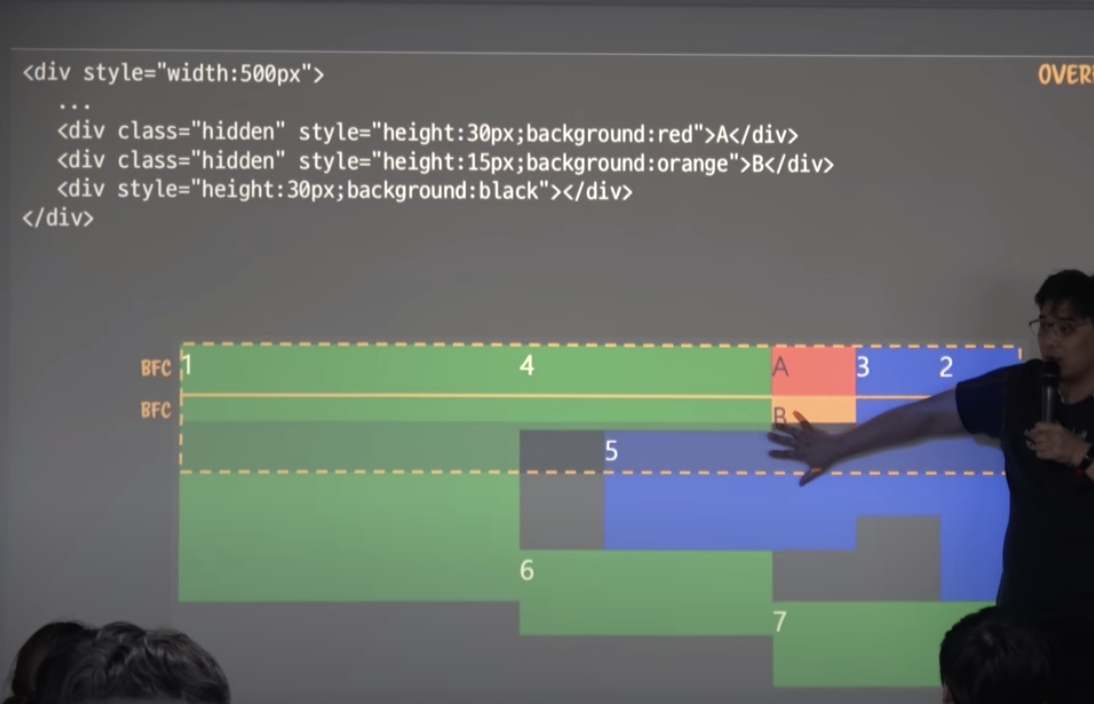 <div style="width:500px">
OVER
...
<div class="hidden" style="height:30px;background:red">A</div>
<div class="hidden" style="height:15px;background:orange">B</div>
<div style="height:30px;background:black"></div>
</div>
BFC 1 4 A 3 2
BFC B
5
6
7